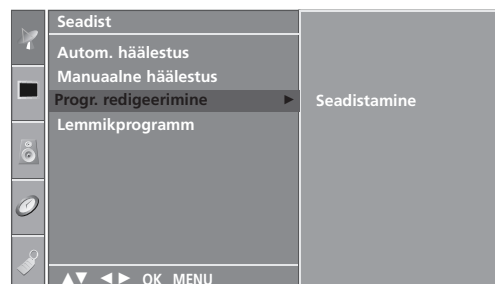 Seadist
Autom. häälestus
Manuaalne häälestus
Progr. redigeerimine ► Seadistamine
Lemmikprogramm
▲▼ ◄► OK MENU